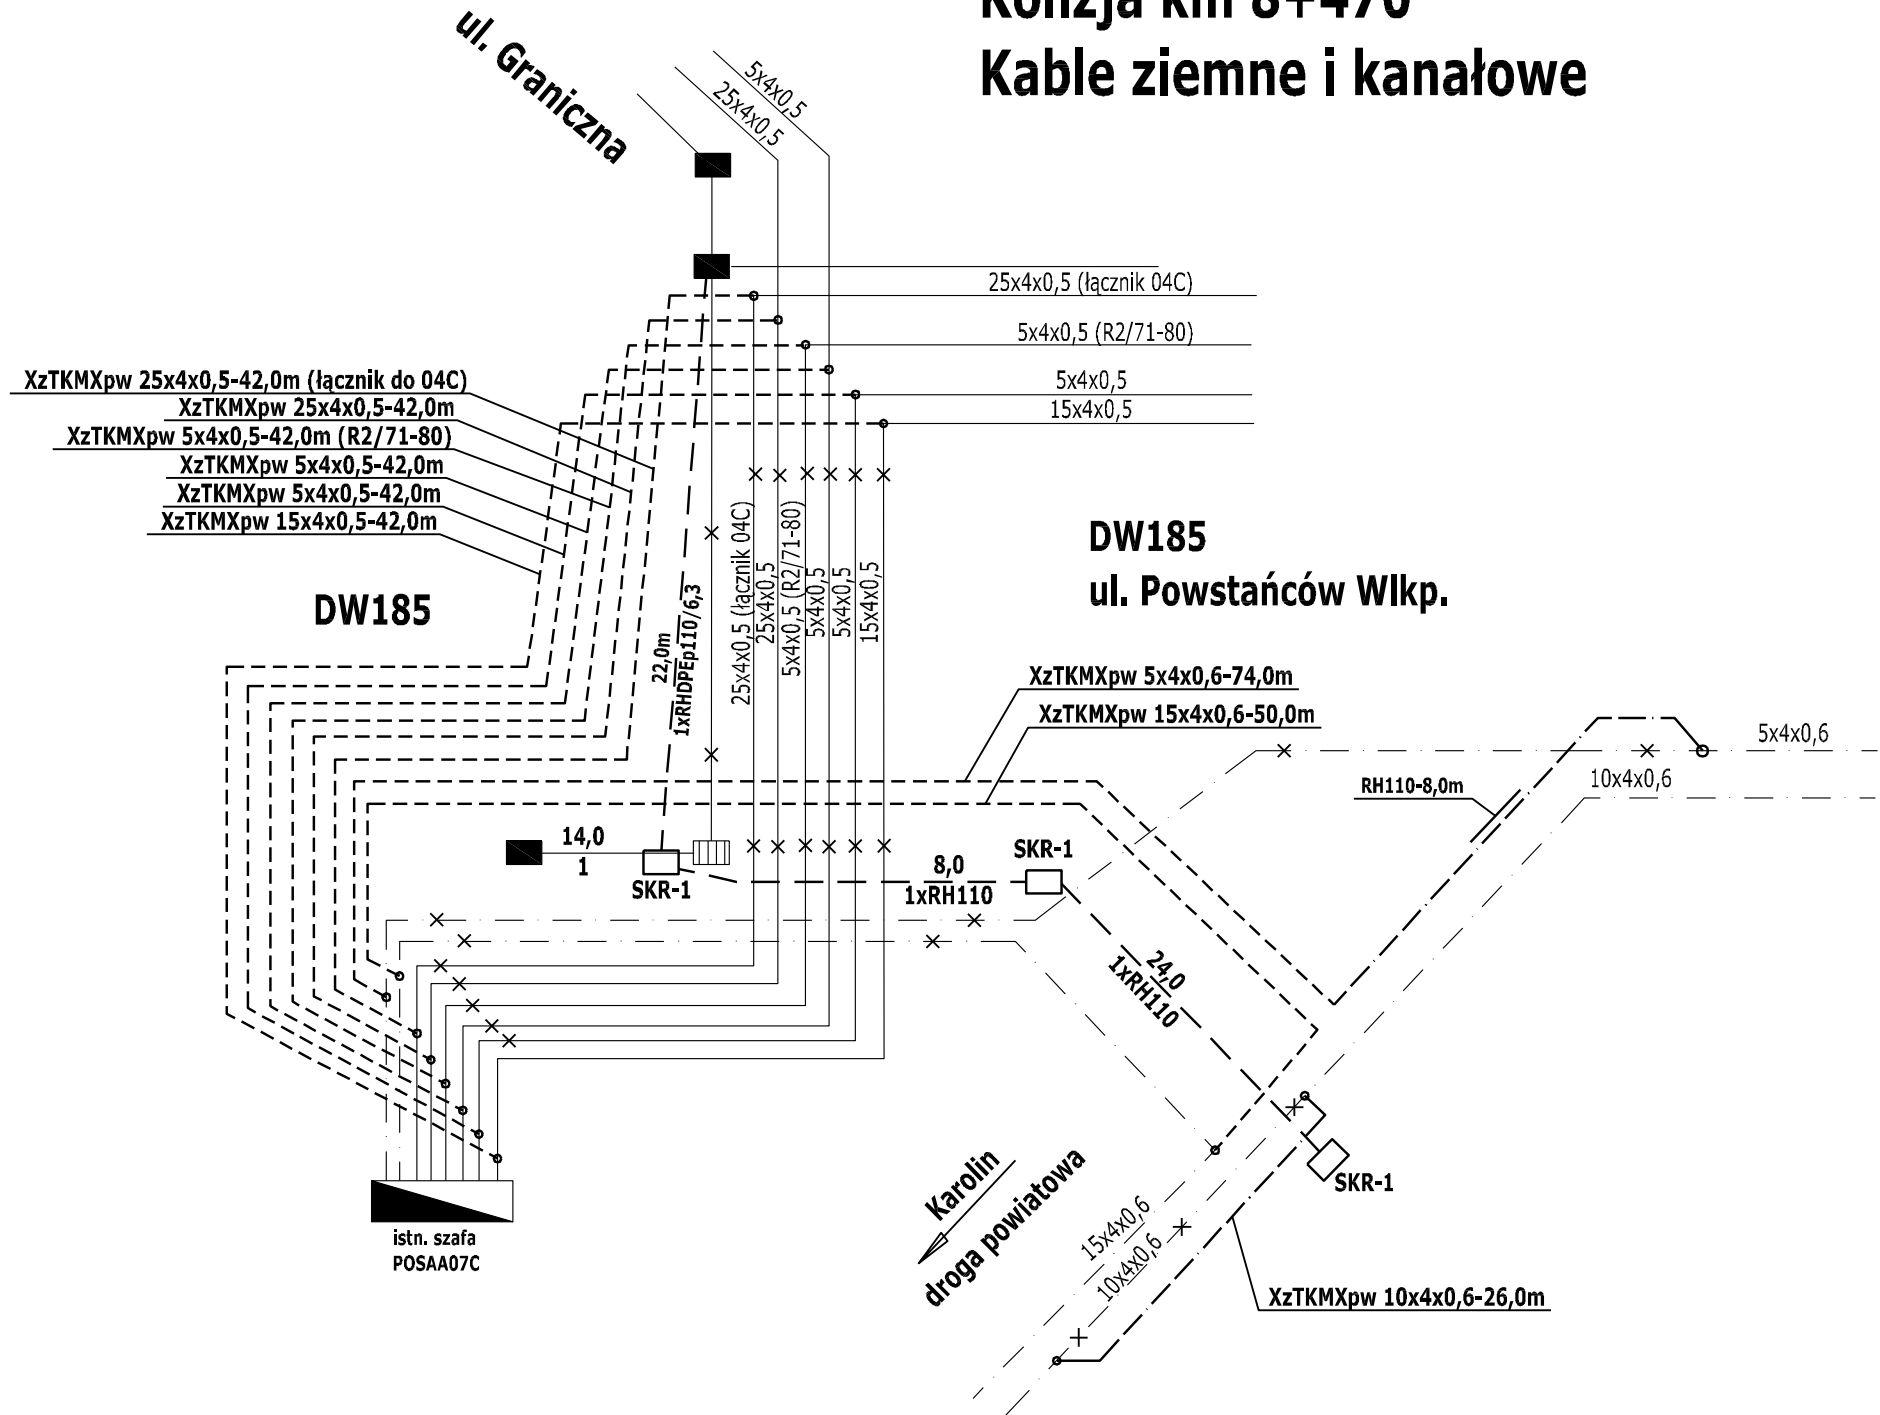 Kolizja km 8+470
Kable ziemne i kanałowe
ul. Graniczna
5x4x0,5
25x4x0,5
25x4x0,5 (łącznik 04C)
5x4x0,5 (R2/71-80)
5x4x0,5
15x4x0,5
XzTKMXpw 25x4x0,5-42,0m (łącznik do 04C)
XzTKMXpw 25x4x0,5-42,0m
XzTKMXpw 5x4x0,5-42,0m (R2/71-80)
XzTKMXpw 5x4x0,5-42,0m
XzTKMXpw 5x4x0,5-42,0m
XzTKMXpw 15x4x0,5-42,0m
DW185
22,0m
1xRHDPEp110/6,3
25x4x0,5 (łącznik 04C)
25x4x0,5
5x4x0,5 (R2/71-80)
5x4x0,5
5x4x0,5
15x4x0,5
DW185
ul. Powstańców Wlkp.
XzTKMXpw 5x4x0,6-74,0m
XzTKMXpw 15x4x0,6-50,0m
5x4x0,6
10x4x0,6
RH110-8,0m
14,0
1
SKR-1
8,0
1xRH110
SKR-1
24,0
1xRH110
SKR-1
Karolin
droga powiatowa
15x4x0,6
10x4x0,6
XzTKMXpw 10x4x0,6-26,0m
istn. szafa
POSAA07C